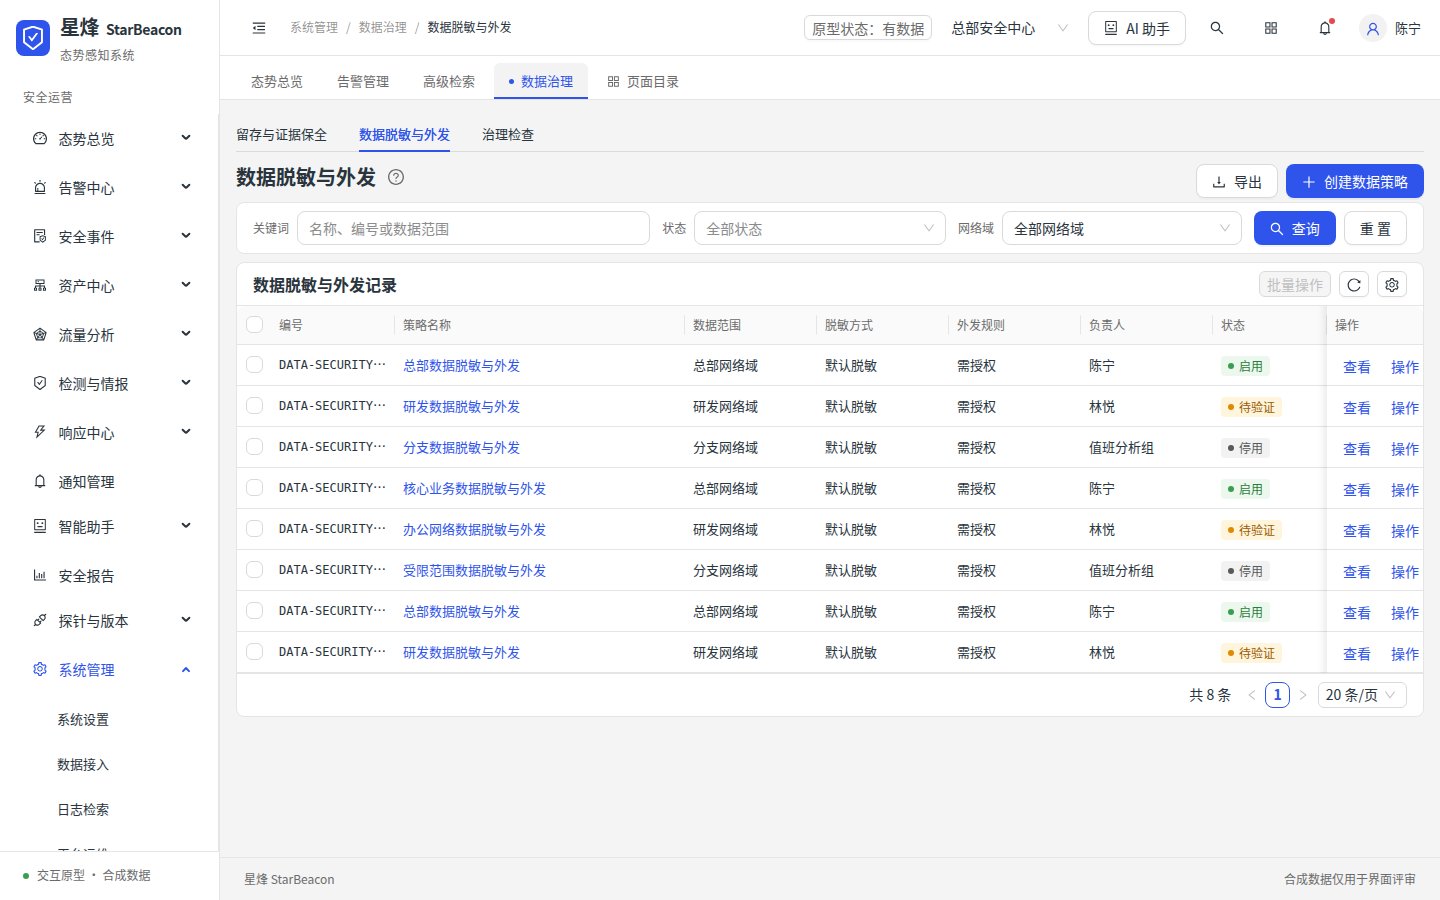 星烽 StarBeacon
态势感知系统
安全运营
态势总览
告警中心
安全事件
资产中心
流量分析
检测与情报
响应中心
通知管理
智能助手
安全报告
探针与版本
系统管理
系统设置
数据接入
日志检索
交互原型 · 合成数据
系统管理 / 数据治理 / 数据脱敏与外发
原型状态：有数据
总部安全中心
AI 助手
陈宁
态势总览 告警管理 高级检索 数据治理 页面目录
留存与证据保全 数据脱敏与外发 治理检查
数据脱敏与外发
导出
创建数据策略
关键词 名称、编号或数据范围 状态 全部状态 网络域 全部网络域 查询 重 置
数据脱敏与外发记录
批量操作
编号 策略名称 数据范围 脱敏方式 外发规则 负责人 状态 操作
DATA-SECURITY··· 总部数据脱敏与外发 总部网络域 默认脱敏 需授权 陈宁 启用 查看 操作
DATA-SECURITY··· 研发数据脱敏与外发 研发网络域 默认脱敏 需授权 林悦 待验证 查看 操作
DATA-SECURITY··· 分支数据脱敏与外发 分支网络域 默认脱敏 需授权 值班分析组 停用 查看 操作
DATA-SECURITY··· 核心业务数据脱敏与外发 总部网络域 默认脱敏 需授权 陈宁 启用 查看 操作
DATA-SECURITY··· 办公网络数据脱敏与外发 研发网络域 默认脱敏 需授权 林悦 待验证 查看 操作
DATA-SECURITY··· 受限范围数据脱敏与外发 分支网络域 默认脱敏 需授权 值班分析组 停用 查看 操作
DATA-SECURITY··· 总部数据脱敏与外发 总部网络域 默认脱敏 需授权 陈宁 启用 查看 操作
DATA-SECURITY··· 研发数据脱敏与外发 研发网络域 默认脱敏 需授权 林悦 待验证 查看 操作
共 8 条 1 20 条/页
星烽 StarBeacon
合成数据仅用于界面评审